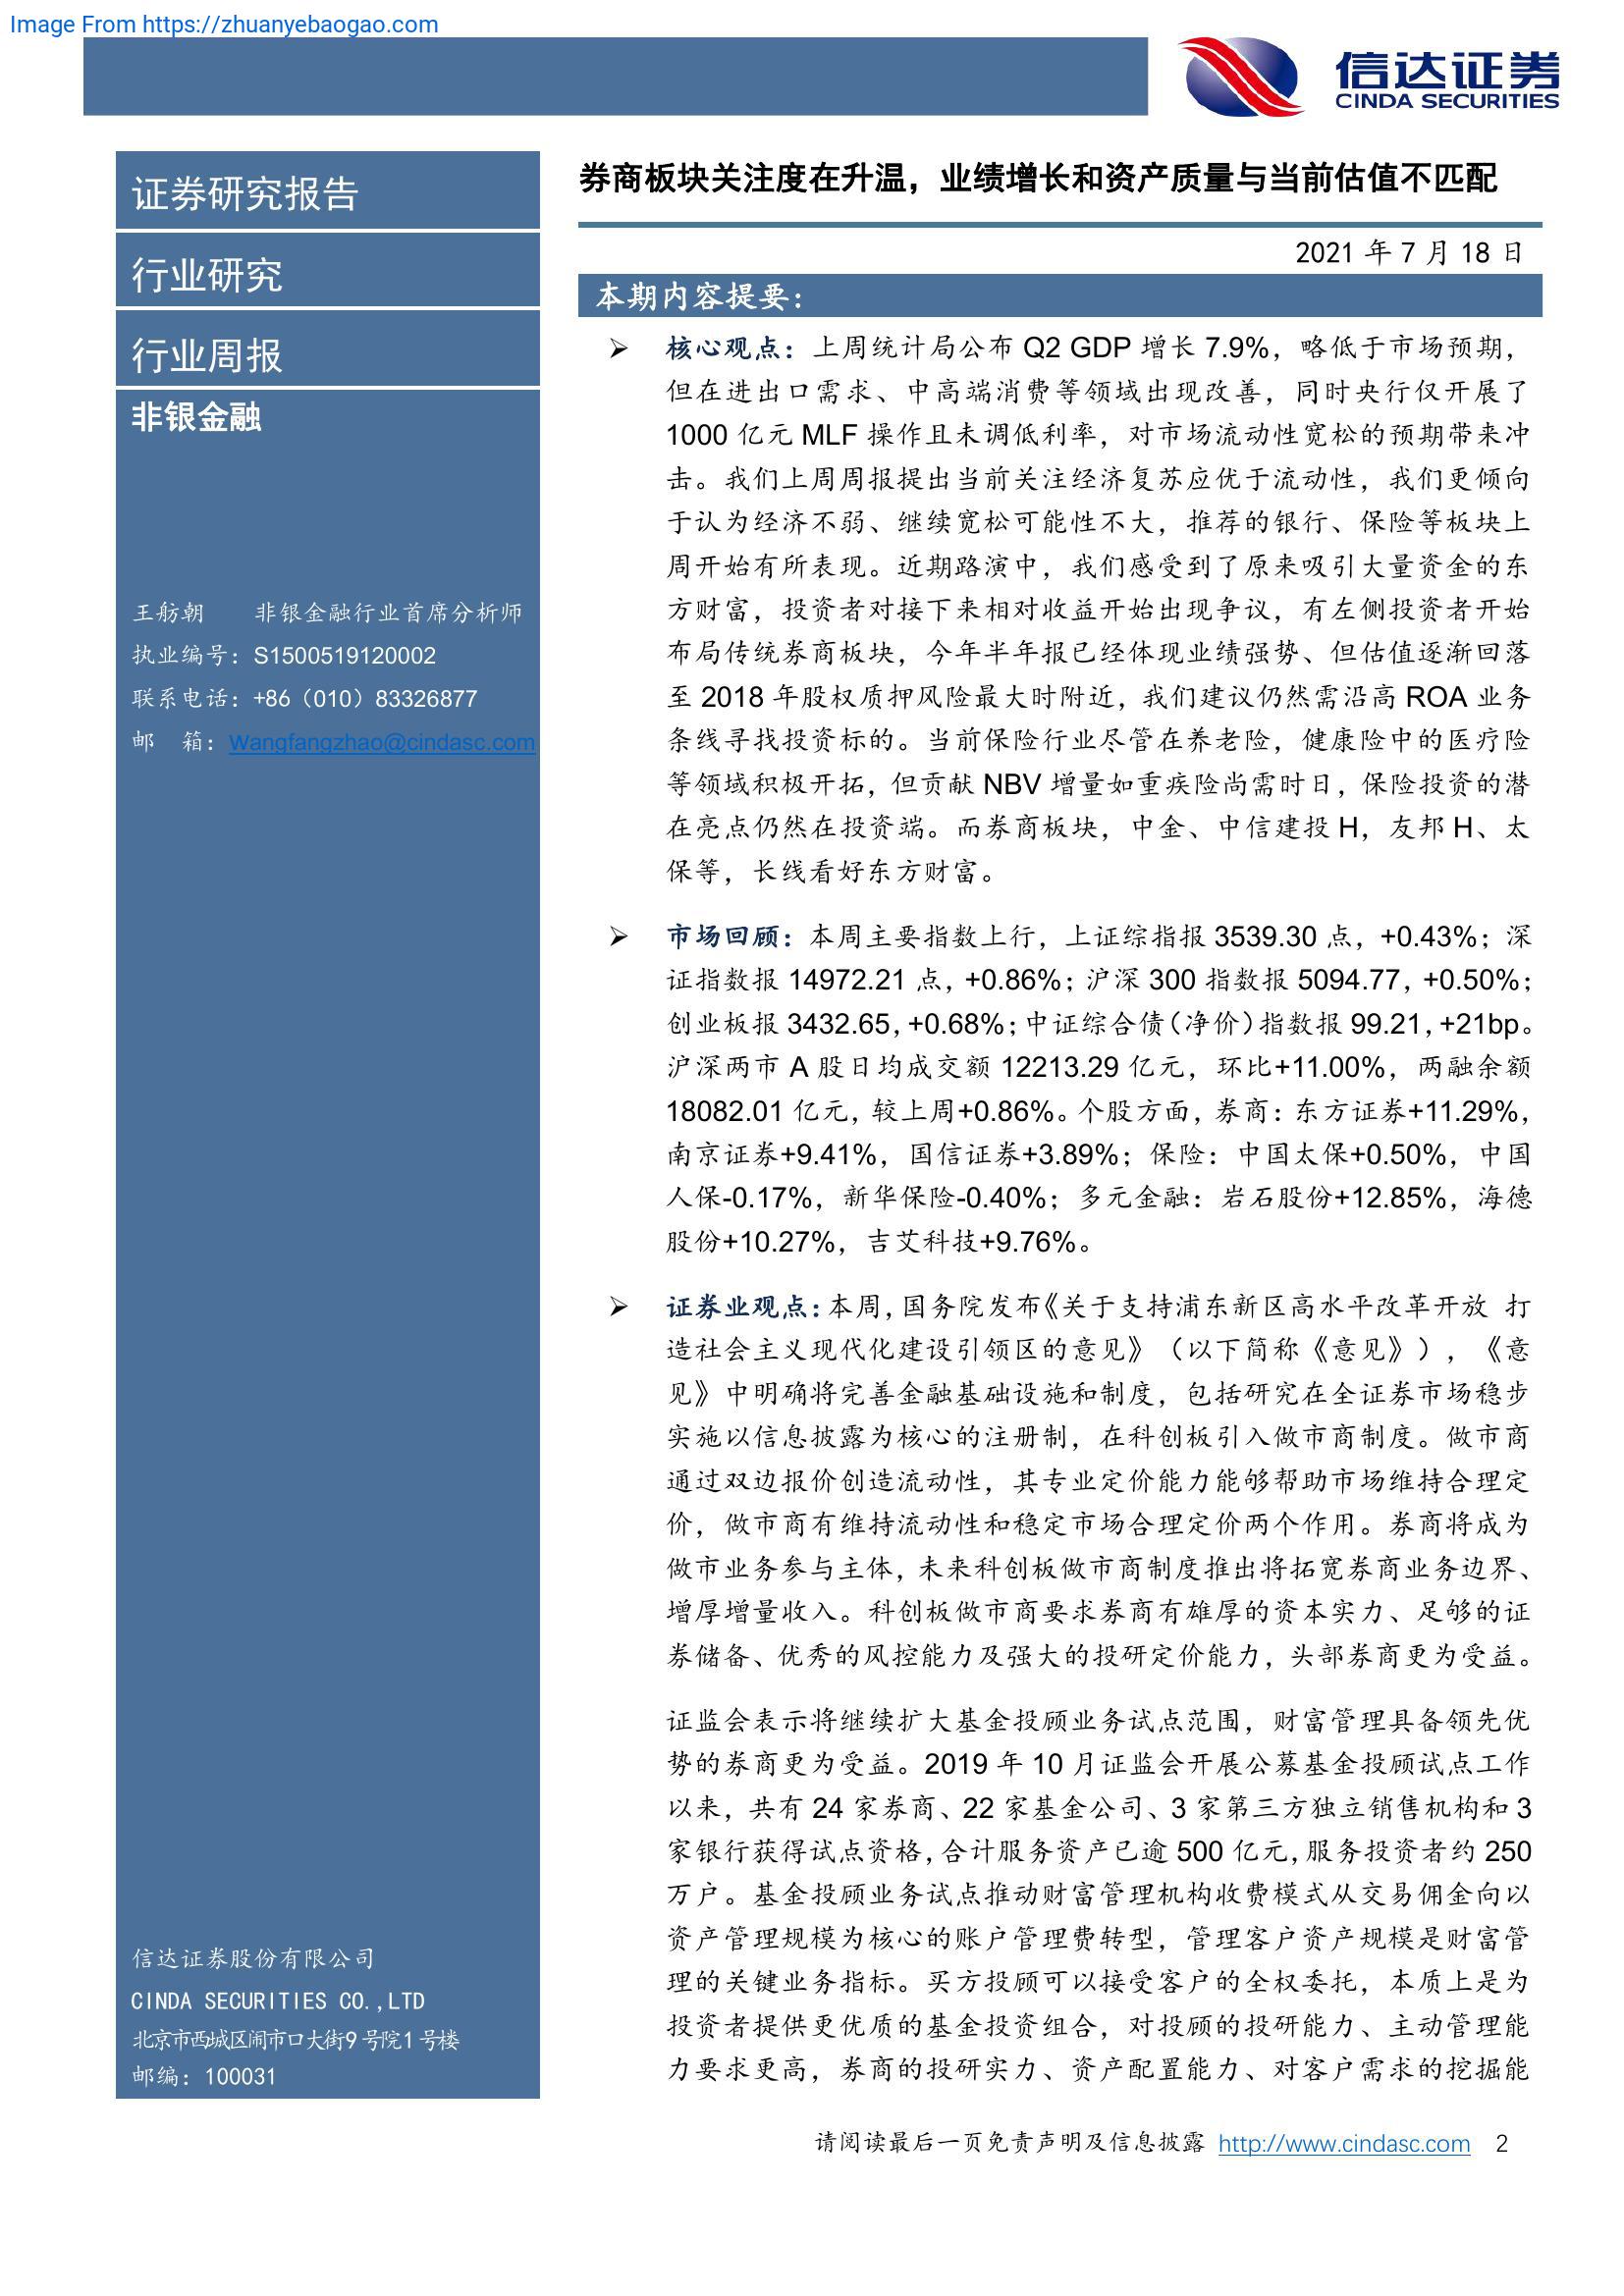 Image From https://zhuanyebaogao.com
信达证券
CINDA SECURITIES
证券研究报告
行业研究
行业周报
非银金融
王舫朝 非银金融行业首席分析师
执业编号：S1500519120002
联系电话：+86（010）83326877
邮 箱：Wangfangzhao@cindasc.com
信达证券股份有限公司
CINDA SECURITIES CO.,LTD
北京市西城区闹市口大街9号院1号楼
邮编：100031
券商板块关注度在升温，业绩增长和资产质量与当前估值不匹配
2021 年 7 月 18 日
本期内容提要：
➢ 核心观点：上周统计局公布 Q2 GDP 增长 7.9%，略低于市场预期，
但在进出口需求、中高端消费等领域出现改善，同时央行仅开展了
1000 亿元 MLF 操作且未调低利率，对市场流动性宽松的预期带来冲
击。我们上周周报提出当前关注经济复苏应优于流动性，我们更倾向
于认为经济不弱、继续宽松可能性不大，推荐的银行、保险等板块上
周开始有所表现。近期路演中，我们感受到了原来吸引大量资金的东
方财富，投资者对接下来相对收益开始出现争议，有左侧投资者开始
布局传统券商板块，今年半年报已经体现业绩强势、但估值逐渐回落
至 2018 年股权质押风险最大时附近，我们建议仍然需沿高 ROA 业务
条线寻找投资标的。当前保险行业尽管在养老险，健康险中的医疗险
等领域积极开拓，但贡献 NBV 增量如重疾险尚需时日，保险投资的潜
在亮点仍然在投资端。而券商板块，中金、中信建投 H，友邦 H、太
保等，长线看好东方财富。
➢ 市场回顾：本周主要指数上行，上证综指报 3539.30 点，+0.43%；深
证指数报 14972.21 点，+0.86%；沪深 300 指数报 5094.77，+0.50%；
创业板报 3432.65，+0.68%；中证综合债（净价）指数报 99.21，+21bp。
沪深两市 A 股日均成交额 12213.29 亿元，环比+11.00%，两融余额
18082.01 亿元，较上周+0.86%。个股方面，券商：东方证券+11.29%，
南京证券+9.41%，国信证券+3.89%；保险：中国太保+0.50%，中国
人保-0.17%，新华保险-0.40%；多元金融：岩石股份+12.85%，海德
股份+10.27%，吉艾科技+9.76%。
➢ 证券业观点：本周，国务院发布《关于支持浦东新区高水平改革开放 打
造社会主义现代化建设引领区的意见》（以下简称《意见》），《意
见》中明确将完善金融基础设施和制度，包括研究在全证券市场稳步
实施以信息披露为核心的注册制，在科创板引入做市商制度。做市商
通过双边报价创造流动性，其专业定价能力能够帮助市场维持合理定
价，做市商有维持流动性和稳定市场合理定价两个作用。券商将成为
做市业务参与主体，未来科创板做市商制度推出将拓宽券商业务边界、
增厚增量收入。科创板做市商要求券商有雄厚的资本实力、足够的证
券储备、优秀的风控能力及强大的投研定价能力，头部券商更为受益。
证监会表示将继续扩大基金投顾业务试点范围，财富管理具备领先优
势的券商更为受益。2019 年 10 月证监会开展公募基金投顾试点工作
以来，共有 24 家券商、22 家基金公司、3 家第三方独立销售机构和 3
家银行获得试点资格，合计服务资产已逾 500 亿元，服务投资者约 250
万户。基金投顾业务试点推动财富管理机构收费模式从交易佣金向以
资产管理规模为核心的账户管理费转型，管理客户资产规模是财富管
理的关键业务指标。买方投顾可以接受客户的全权委托，本质上是为
投资者提供更优质的基金投资组合，对投顾的投研能力、主动管理能
力要求更高，券商的投研实力、资产配置能力、对客户需求的挖掘能
请阅读最后一页免责声明及信息披露 http://www.cindasc.com 2